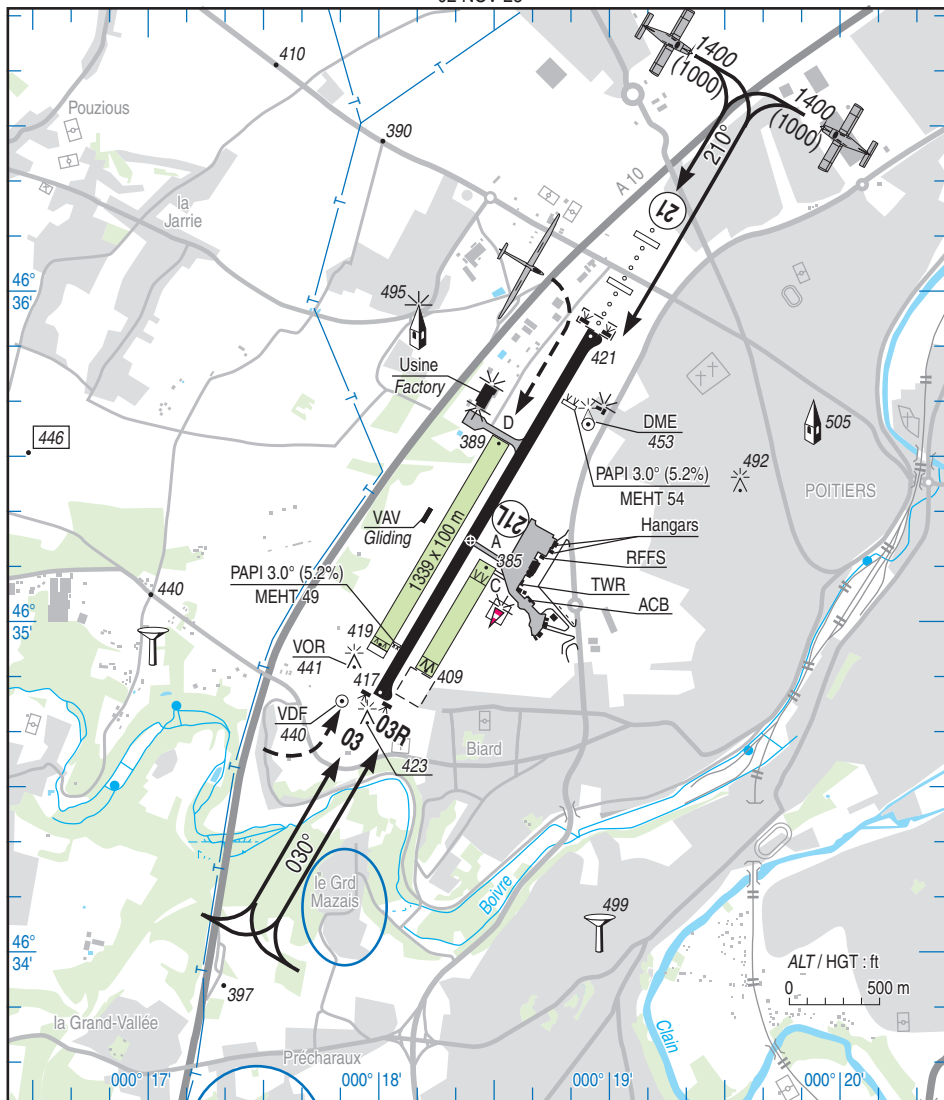 410
1400
(1000)
1400
(1000)
Pouzious
390
210°
A 10
21
la
Jarrie
46°
36'
495
421
Usine
Factory
D
DME
453
505
389
446
PAPI 3.0° (5.2%)
MEHT 54
492
POITIERS
21L
VAV
Gliding
1339 X 100 m
A
385
Hangars
RFFS
PAPI 3.0° (5.2%)
MEHT 49
C
TWR
ACB
440
46°
35'
419
VOR
441
417
409
VDF
440
03
03R
Biard
423
030°
le Grd
Mazais
Boivre
499
46°
34'
ALT / HGT : ft
0 500 m
397
la Grand-Vallée
Clain
Précharaux
000° 17'
000° 18'
000° 19'
000° 20'
T
T
T
T
T
T
T
T
T